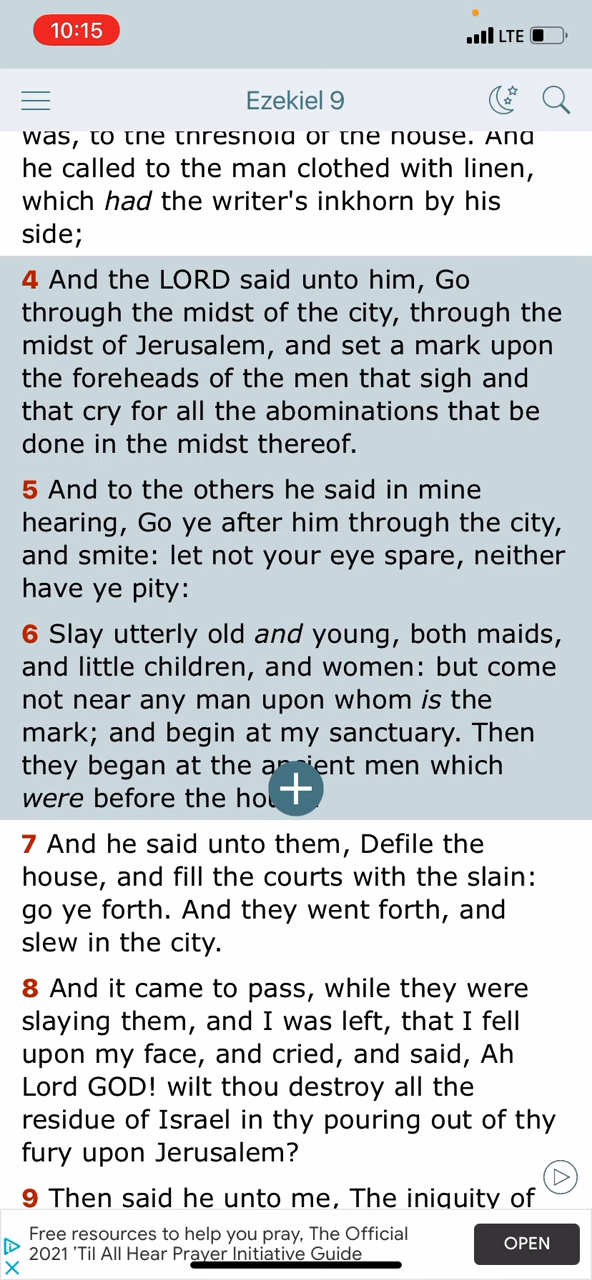 10:15
LTE
Ezekiel 9
was, to the threshold of the house. And
he called to the man clothed with linen,
which had the writer's inkhorn by his
side;
4 And the LORD said unto him, Go
through the midst of the city, through the
midst of Jerusalem, and set a mark upon
the foreheads of the men that sigh and
that cry for all the abominations that be
done in the midst thereof.
5 And to the others he said in mine
hearing, Go ye after him through the city,
and smite: let not your eye spare, neither
have ye pity:
6 Slay utterly old and young, both maids,
and little children, and women: but come
not near any man upon whom is the
mark; and begin at my sanctuary. Then
they began at the ancient men which
were before the
7 And he said unto them, Defile the
house, and fill the courts with the slain:
go ye forth. And they went forth, and
slew in the city.
8 And it came to pass, while they were
slaying them, and I was left, that I fell
upon my face, and cried, and said, Ah
Lord GOD! wilt thou destroy all the
residue of Israel in thy pouring out of thy
fury upon Jerusalem?
9 Then said he unto me, The iniquity of
Free resources to help you pray, The Official
2021 'Til All Hear Prayer Initiative Guide
OPEN